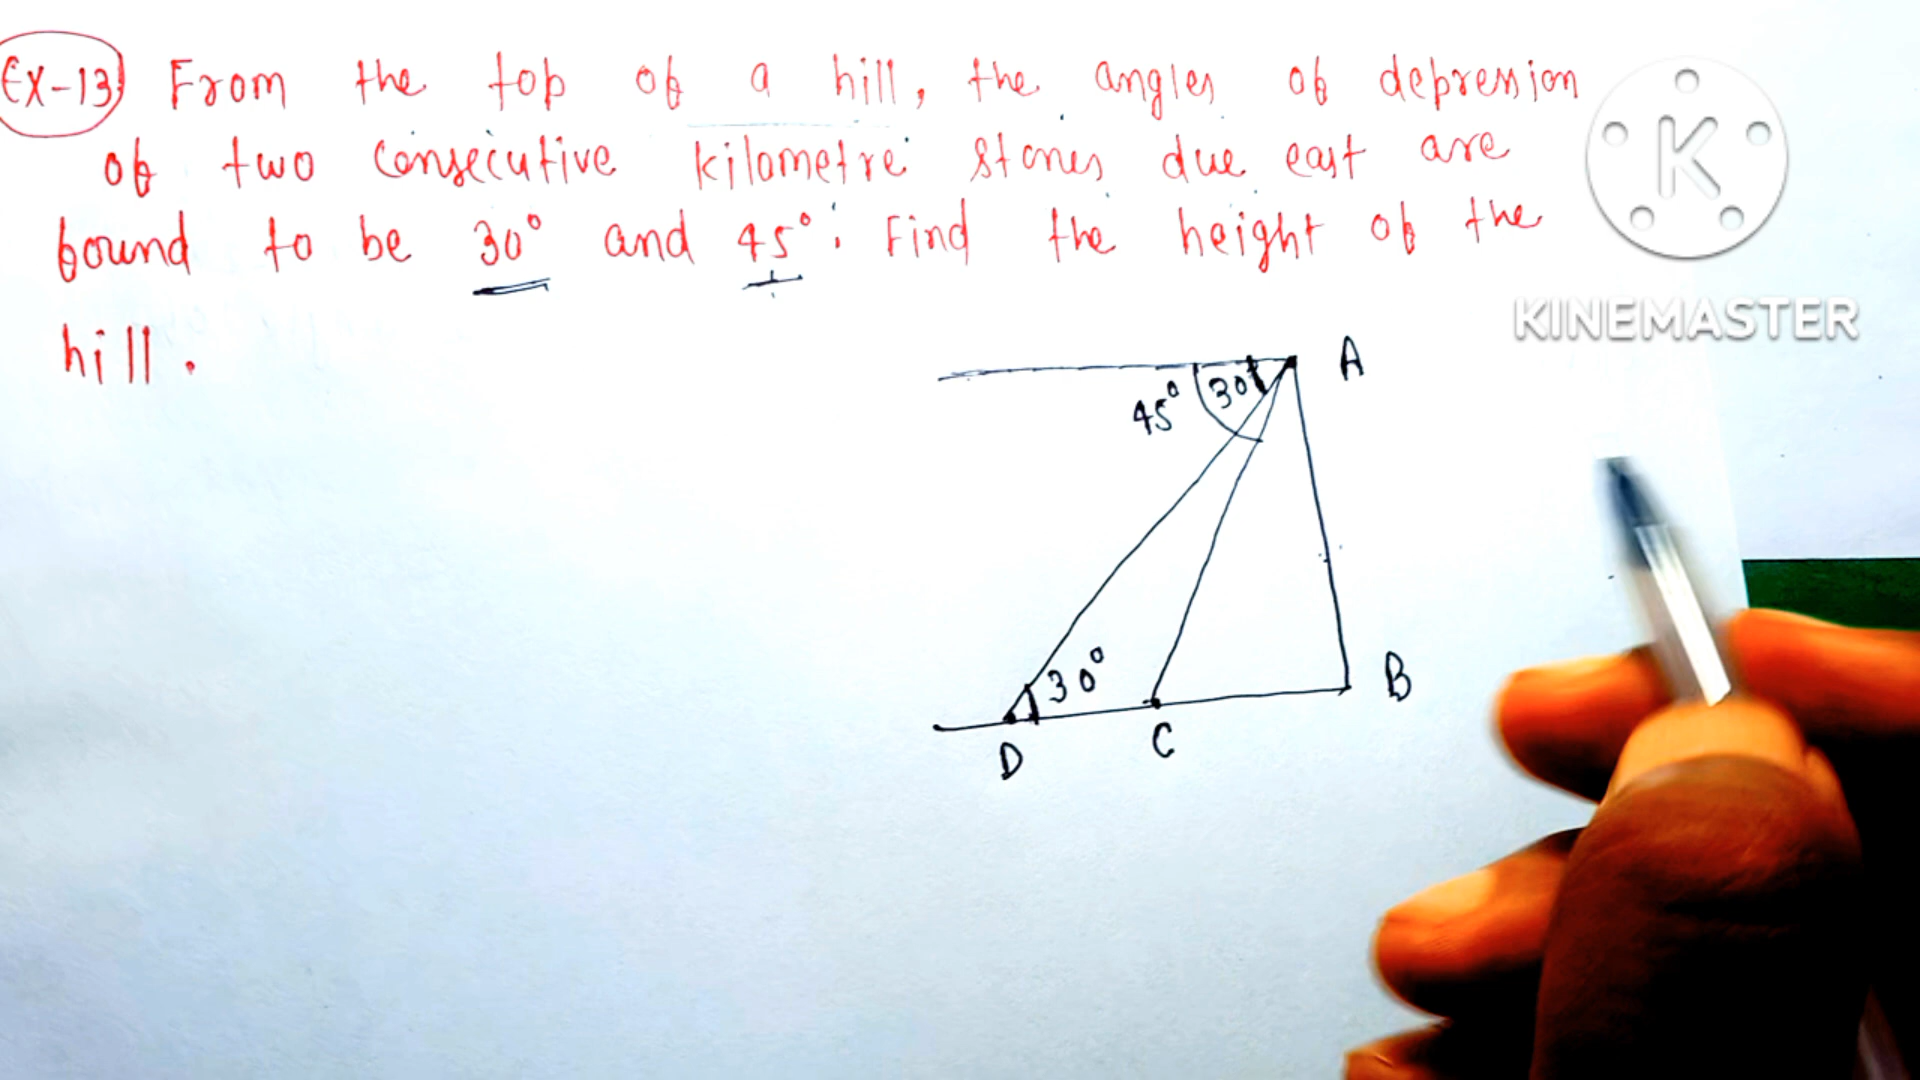 Ex-13) From the top of a hill, the angles of depression
of two consecutive kilometre stones due east are
found to be 30° and 45°. Find the height of the
hill.
K
KINEMASTER
A
45° 30°
30°
B
D
C